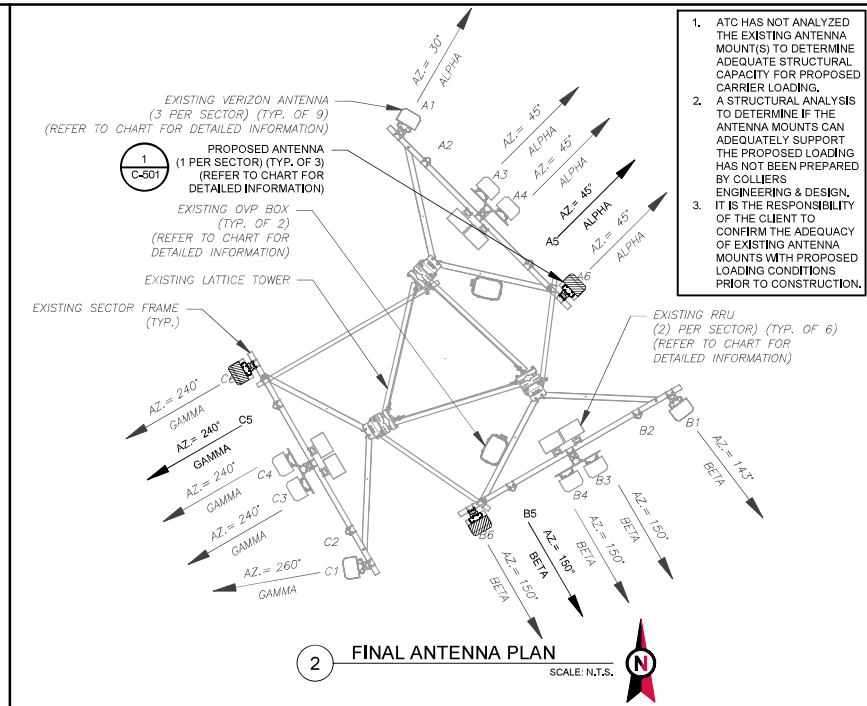 1. ATC HAS NOT ANALYZED
THE EXISTING ANTENNA
MOUNT(S) TO DETERMINE
ADEQUATE STRUCTURAL
CAPACITY FOR PROPOSED
CARRIER LOADING.
2. A STRUCTURAL ANALYSIS
TO DETERMINE IF THE
ANTENNA MOUNTS CAN
ADEQUATELY SUPPORT
THE PROPOSED LOADING
HAS NOT BEEN PREPARED
BY COLLIERS
ENGINEERING & DESIGN.
3. IT IS THE RESPONSIBILITY
OF THE CLIENT TO
CONFIRM THE ADEQUACY
OF EXISTING ANTENNA
MOUNTS WITH PROPOSED
LOADING CONDITIONS
PRIOR TO CONSTRUCTION.
AZ.= 30°
ALPHA
A1
EXISTING VERIZON ANTENNA
(3 PER SECTOR) (TYP. OF 9)
(REFER TO CHART FOR DETAILED INFORMATION)
1
C-501
PROPOSED ANTENNA
(1 PER SECTOR) (TYP. OF 3)
(REFER TO CHART FOR
DETAILED INFORMATION)
A2
A3
AZ.= 45°
ALPHA
A4
AZ.= 45°
ALPHA
A5
AZ.= 45°
ALPHA
A6
AZ.= 45°
ALPHA
EXISTING OVP BOX
(TYP. OF 2)
(REFER TO CHART FOR
DETAILED INFORMATION)
EXISTING LATTICE TOWER
EXISTING SECTOR FRAME
(TYP.)
EXISTING RRU
(2) PER SECTOR) (TYP. OF 6)
(REFER TO CHART FOR
DETAILED INFORMATION)
C6
AZ.= 240°
GAMMA
C5
AZ.= 240°
GAMMA
C4
AZ.= 240°
GAMMA
C3
AZ.= 240°
GAMMA
C2
C1
AZ.= 260°
GAMMA
B1
AZ.= 143°
BETA
B2
B3
AZ.= 150°
BETA
B4
AZ.= 150°
BETA
B5
AZ.= 150°
BETA
B6
AZ.= 150°
BETA
2
FINAL ANTENNA PLAN
SCALE: N.T.S.
N